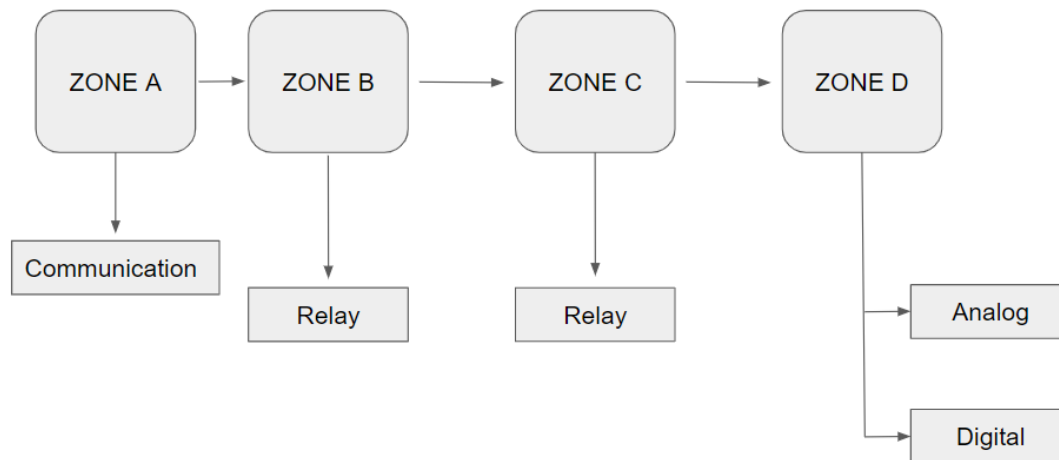 ZONE A
ZONE B
ZONE C
ZONE D
Communication
Relay
Relay
Analog
Digital